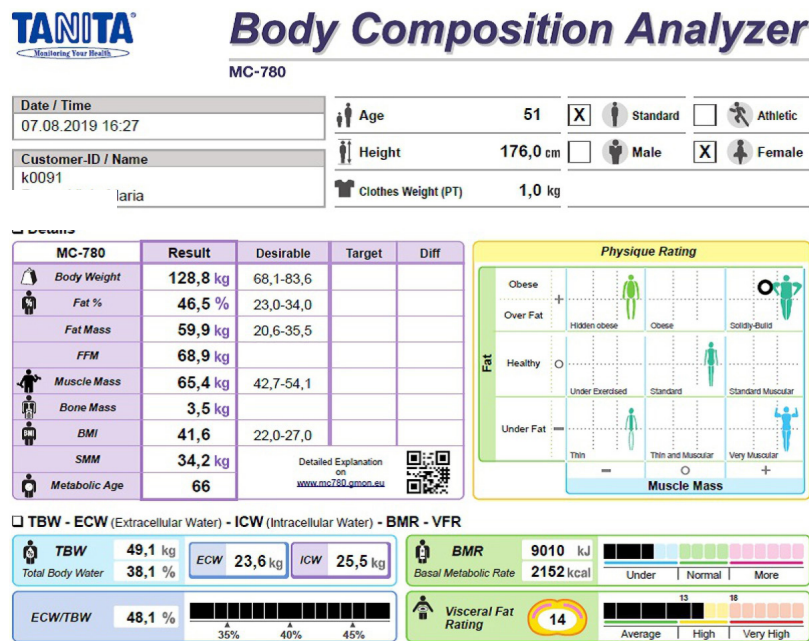 TANITA
Monitoring Your Health
Body Composition Analyzer
MC-780
Date / Time
07.08.2019 16:27
Customer-ID / Name
k0091
laria
Age 51
Height 176,0 cm
Clothes Weight (PT) 1,0 kg
X Standard Athletic
Male X Female
Details
MC-780 Result Desirable Target Diff
Body Weight 128,8 kg 68,1-83,6
Fat % 46,5 % 23,0-34,0
Fat Mass 59,9 kg 20,6-35,5
FFM 68,9 kg
Muscle Mass 65,4 kg 42,7-54,1
Bone Mass 3,5 kg
BMI 41,6 22,0-27,0
SMM 34,2 kg
Metabolic Age 66
Detailed Explanation
on
www.mc780.gmon.eu
Physique Rating
Fat
Obese
Over Fat
Healthy
Under Fat
Hidden obese Obese Solidly-Build
Under Exercised Standard Standard Muscular
Thin Thin and Muscular Very Muscular
Muscle Mass
TBW - ECW (Extracellular Water) - ICW (Intracellular Water) - BMR - VFR
TBW 49,1 kg
Total Body Water 38,1 %
ECW 23,6 kg
ICW 25,5 kg
BMR 9010 kJ
Basal Metabolic Rate 2152 kcal
Under Normal More
ECW/TBW 48,1 %
35% 40% 45%
Visceral Fat
Rating
14
13 18
Average High Very High